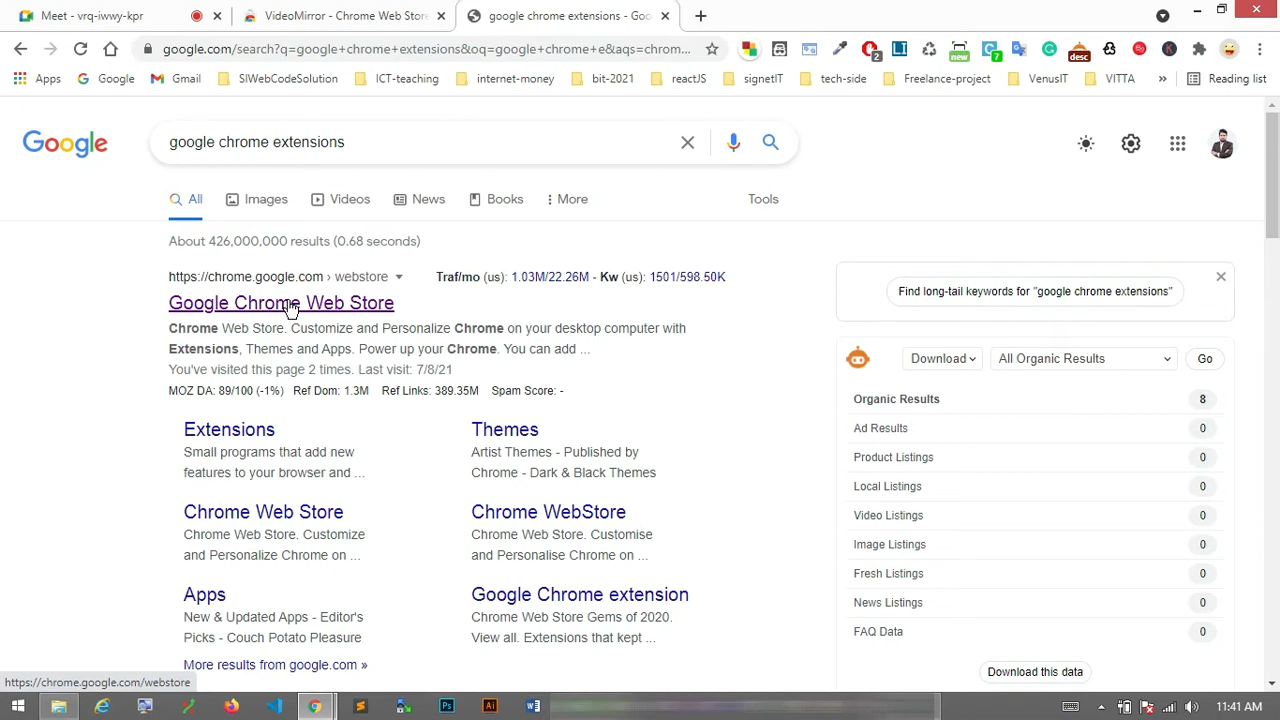 Meet - vrq-iwwy-kpr
VideoMirror - Chrome Web Stor
google chrome extensions - Goo
google.com/search?q=google+chrome+extensions&oq=google+chrome+e&aqs=chrom...
2
new
7
desc
Apps
Google
Gmail
SIWebCodeSolution
ICT-teaching
internet-money
bit-2021
reactJS
signetIT
tech-side
Freelance-project
VenusIT
VITTA
»
Reading list
Google
google chrome extensions
All
Images
Videos
News
Books
More
Tools
About 426,000,000 results (0.68 seconds)
https://chrome.google.com › webstore
Traf/mo (us): 1.03M/22.26M - Kw (us): 1501/598.50K
Google Chrome Web Store
Chrome Web Store. Customize and Personalize Chrome on your desktop computer with
Extensions, Themes and Apps. Power up your Chrome. You can add ...
You've visited this page 2 times. Last visit: 7/8/21
MOZ DA: 89/100 (-1%) Ref Dom: 1.3M Ref Links: 389.35M Spam Score: -
Extensions
Small programs that add new
features to your browser and ...
Themes
Artist Themes - Published by
Chrome - Dark & Black Themes
Chrome Web Store
Chrome Web Store. Customize
and Personalize Chrome on ...
Chrome WebStore
Chrome Web Store. Customise
and Personalise Chrome on ...
Apps
New & Updated Apps - Editor's
Picks - Couch Potato Pleasure
Google Chrome extension
Chrome Web Store Gems of 2020.
View all. Extensions that kept ...
More results from google.com »
Find long-tail keywords for "google chrome extensions"
Download
All Organic Results
Go
Organic Results 8
Ad Results 0
Product Listings 0
Local Listings 0
Video Listings 0
Image Listings 0
Fresh Listings 0
News Listings 0
FAQ Data 0
Download this data
https://chrome.google.com/webstore
Ps
Ai
11:41 AM